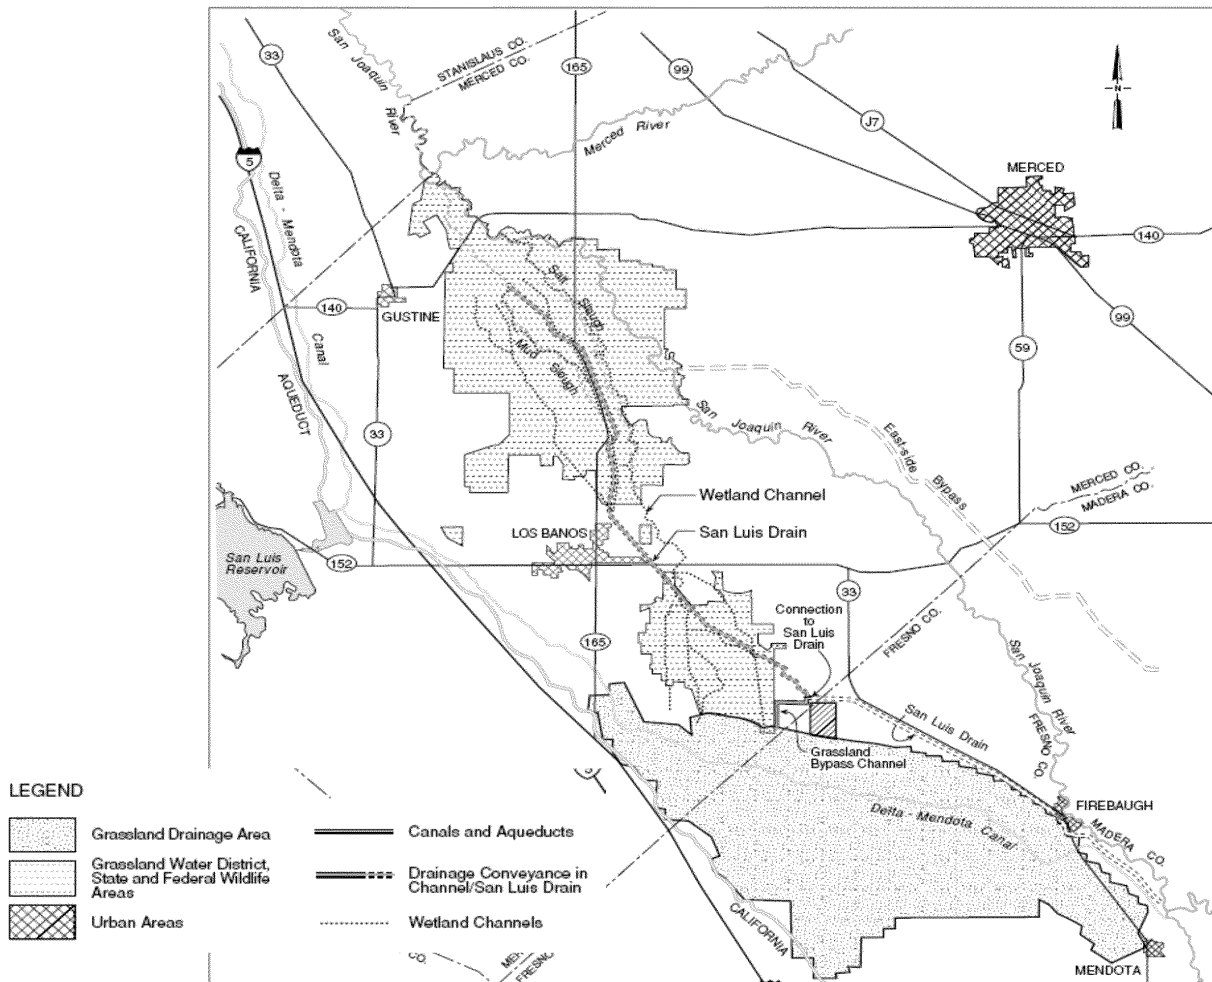 33
San Joaquin River
STANISLAUS CO.
MERCED CO.
165
99
J7
N
Merced River
5
Delta - Mendota Canal
CALIFORNIA AQUEDUCT
MERCED
140
140
GUSTINE
Salt Slough
Mud Slough
99
59
33
San Joaquin River
East-side Bypass
MERCED CO.
MADERA CO.
Wetland Channel
San Luis Drain
LOS BANOS
152
San Luis
Reservoir
152
33
Connection
to
San Luis
Drain
FRESNO CO.
165
San Joaquin River
FRESNO CO.
San Luis Drain
Grassland
Bypass Channel
Delta - Mendota Canal
FIREBAUGH
MADERA CO.
CALIFORNIA
MENDOTA
LEGEND
Grassland Drainage Area
Grassland Water District,
State and Federal Wildlife
Areas
Urban Areas
Canals and Aqueducts
Drainage Conveyance in
Channel/San Luis Drain
Wetland Channels
CO.
FRESNO